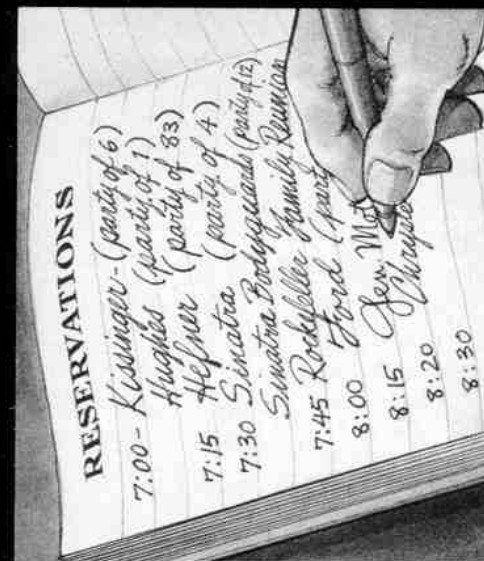 RESERVATIONS
7:00 - Kissinger - (party of 6)
Hughes (party of 1)
7:15 Hefner (party of 83)
7:30 Sinatra (party of 4)
Sinatra Bodyguards (party of 12)
7:45 Rockefeller Family Reunion
8:00 Ford (part
8:15 Gen. Mot
8:20 Chrysle
8:30